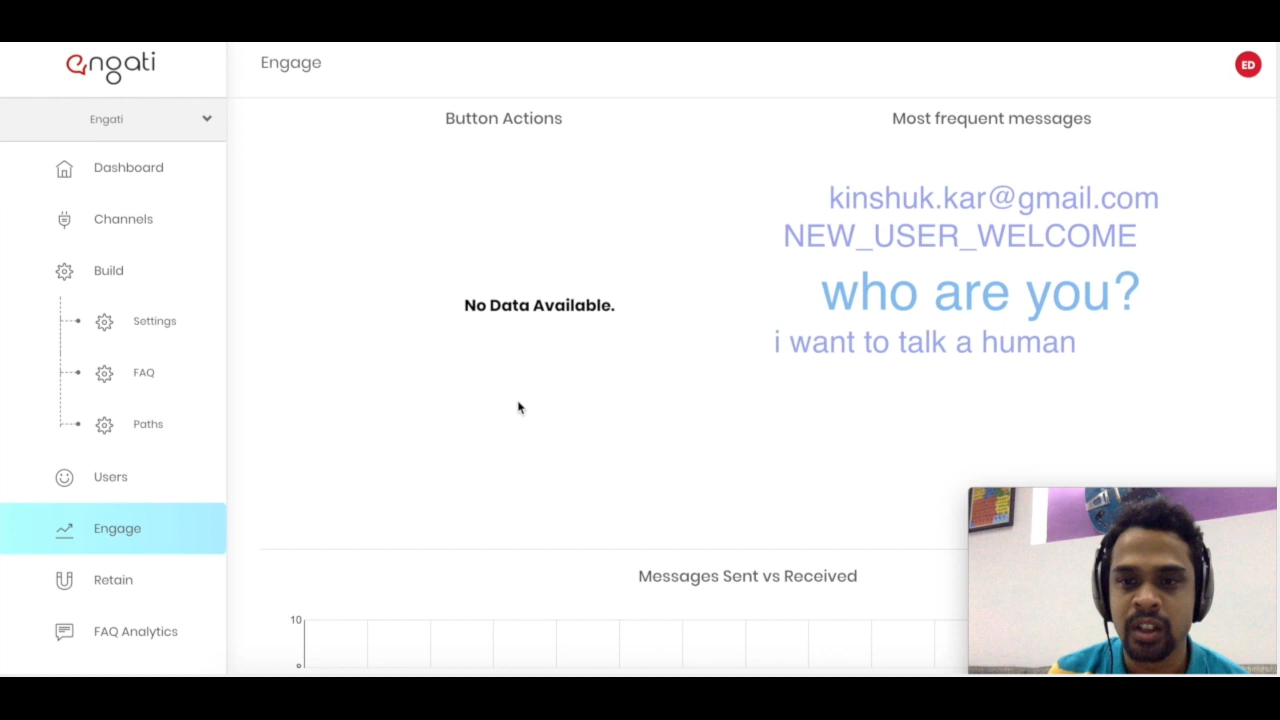 engati
Engage
ED
Engati
Dashboard
Channels
Build
Settings
FAQ
Paths
Users
Engage
Retain
FAQ Analytics
Button Actions
No Data Available.
Most frequent messages
kinshuk.kar@gmail.com
NEW_USER_WELCOME
who are you?
i want to talk a human
Messages Sent vs Received
10
8